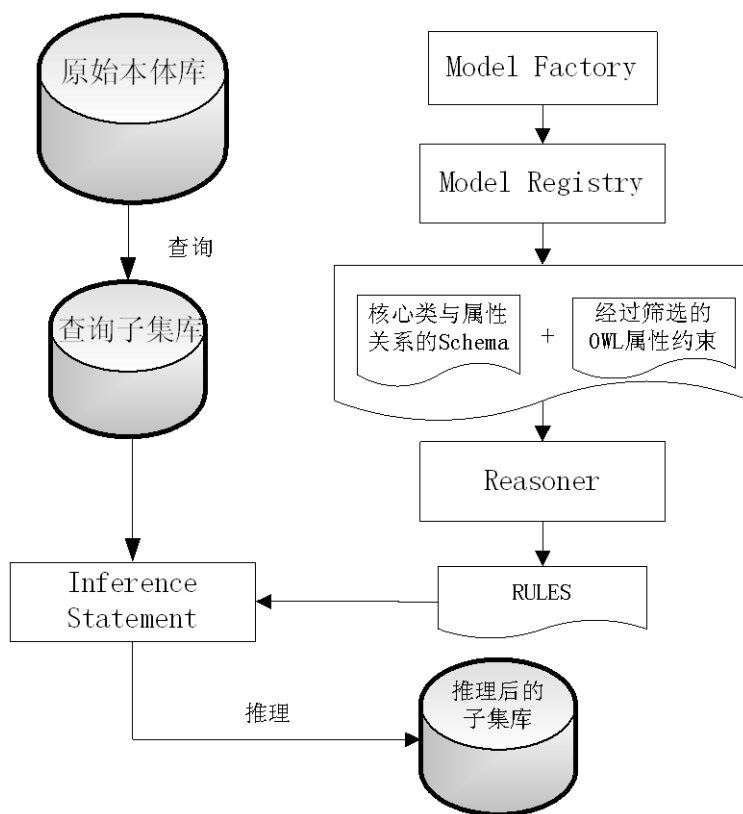 原始本体库
Model Factory
Model Registry
查询
查询子集库
核心类与属性
关系的Schema
+
经过筛选的
OWL属性约束
Reasoner
Inference
Statement
RULES
推理
推理后的
子集库